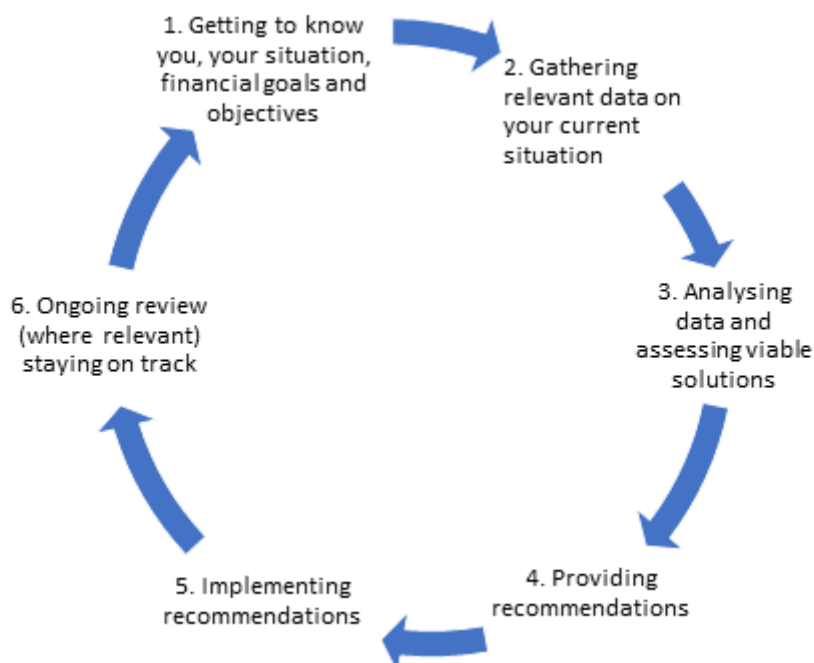 1. Getting to know
you, your situation,
financial goals and
objectives
2. Gathering
relevant data on
your current
situation
3. Analysing
data and
assessing viable
solutions
4. Providing
recommendations
5. Implementing
recommendations
6. Ongoing review
(where relevant)
staying on track